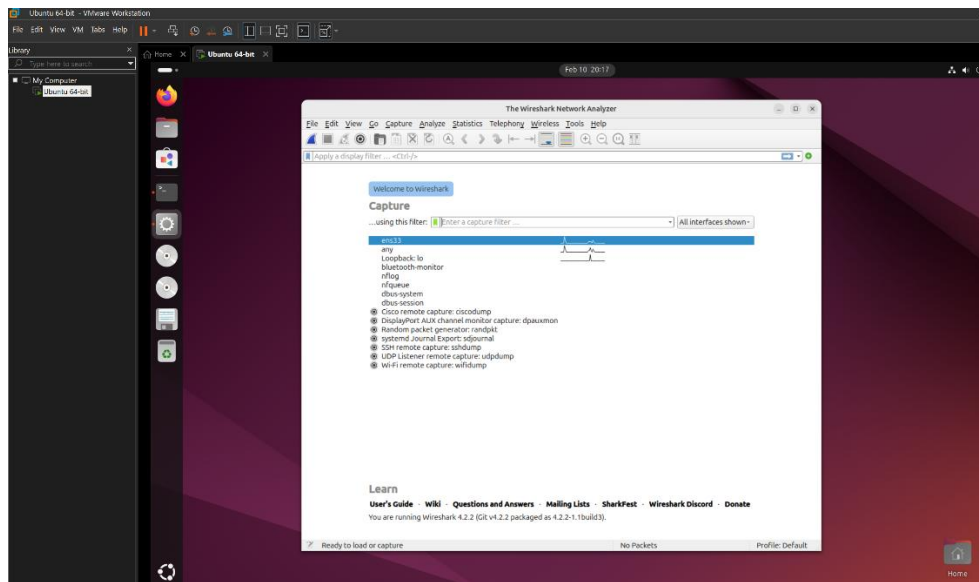 Ubuntu 64-bit - VMware Workstation
File Edit View VM Tabs Help
Library
Type here to search
My Computer
Ubuntu 64-bit
Home
Ubuntu 64-bit
Feb 10 20:17
The Wireshark Network Analyzer
File Edit View Go Capture Analyze Statistics Telephony Wireless Tools Help
Apply a display filter ... <Ctrl-/>
Welcome to Wireshark
Capture
...using this filter: Enter a capture filter ... All interfaces shown
ens33
any
Loopback: lo
bluetooth-monitor
nflog
nfqueue
dbus-system
dbus-session
Cisco remote capture: ciscodump
DisplayPort AUX channel monitor capture: dpauxmon
Random packet generator: randpkt
systemd Journal Export: sdjournal
SSH remote capture: sshdump
UDP Listener remote capture: udpdump
Wi-Fi remote capture: wifidump
Learn
User's Guide · Wiki · Questions and Answers · Mailing Lists · SharkFest · Wireshark Discord · Donate
You are running Wireshark 4.2.2 (Git v4.2.2 packaged as 4.2.2-1.1build3).
Ready to load or capture No Packets Profile: Default
Home